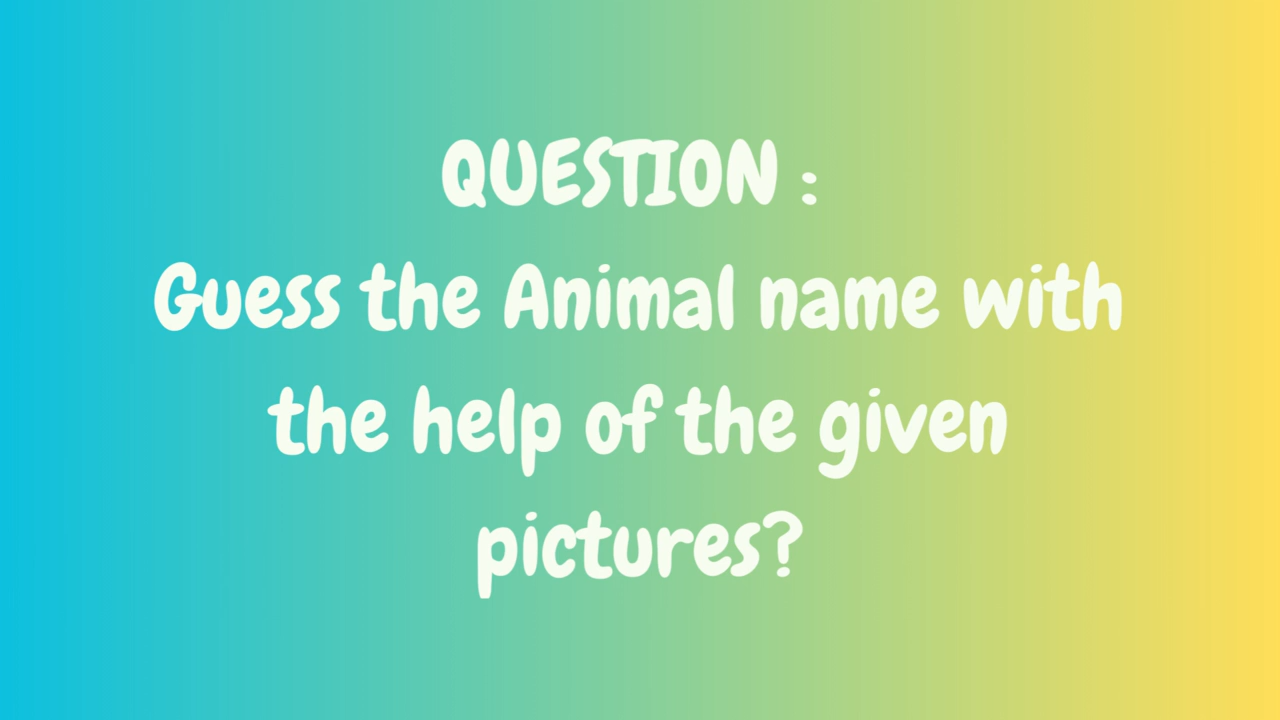 QUESTION :
Guess the Animal name with
the help of the given
pictures?